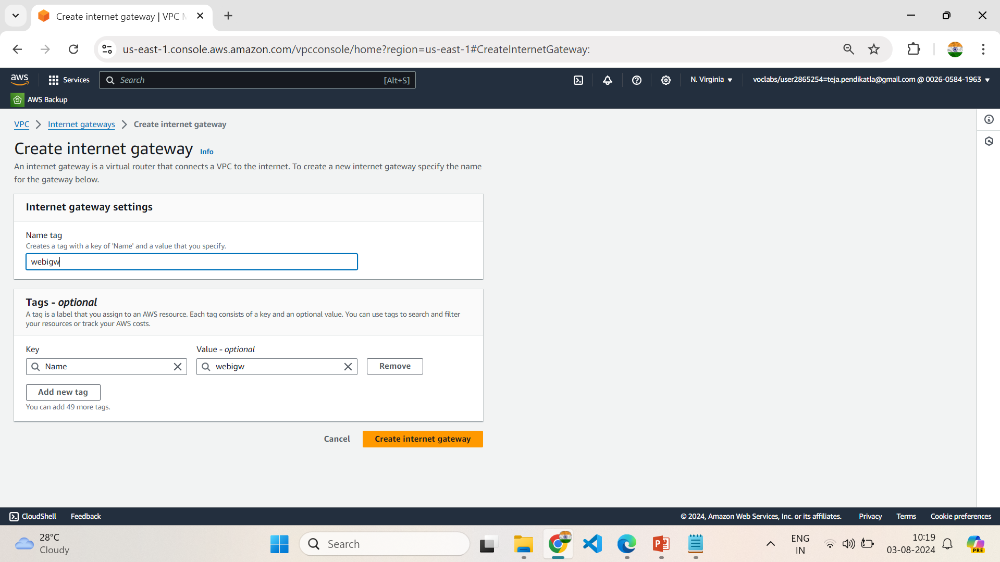 Create internet gateway | VPC M
us-east-1.console.aws.amazon.com/vpcconsole/home?region=us-east-1#CreateInternetGateway:
aws
Services
Search
[Alt+S]
N. Virginia
voclabs/user2865254=teja.pendikatla@gmail.com @ 0026-0584-1963
AWS Backup
VPC
Internet gateways
Create internet gateway
Create internet gateway Info
An internet gateway is a virtual router that connects a VPC to the internet. To create a new internet gateway specify the name
for the gateway below.
Internet gateway settings
Name tag
Creates a tag with a key of 'Name' and a value that you specify.
webigw
Tags - optional
A tag is a label that you assign to an AWS resource. Each tag consists of a key and an optional value. You can use tags to search and filter
your resources or track your AWS costs.
Key
Value - optional
Name
webigw
Remove
Add new tag
You can add 49 more tags.
Cancel
Create internet gateway
CloudShell
Feedback
© 2024, Amazon Web Services, Inc. or its affiliates.
Privacy
Terms
Cookie preferences
28°C
Cloudy
Search
ENG
IN
10:19
03-08-2024
PRE